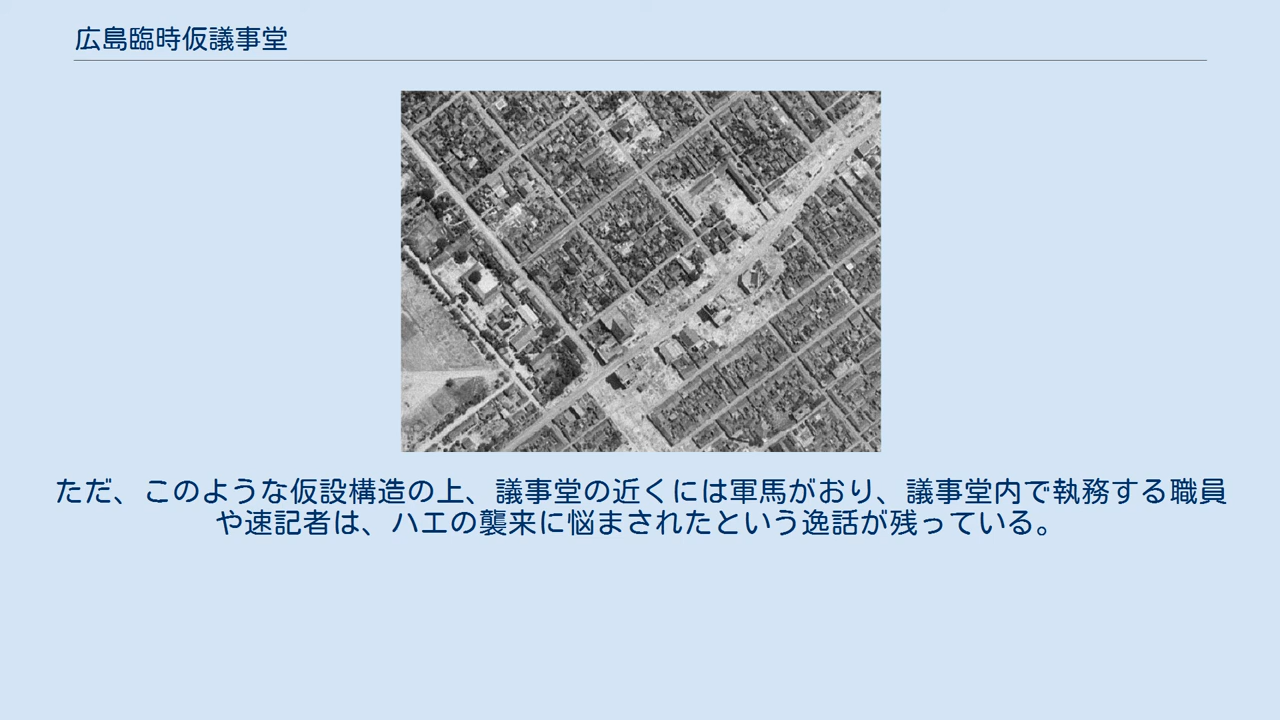 広島臨時仮議事堂
ただ、このような仮設構造の上、議事堂の近くには軍馬がおり、議事堂内で執務する職員
や速記者は、ハエの襲来に悩まされたという逸話が残っている。